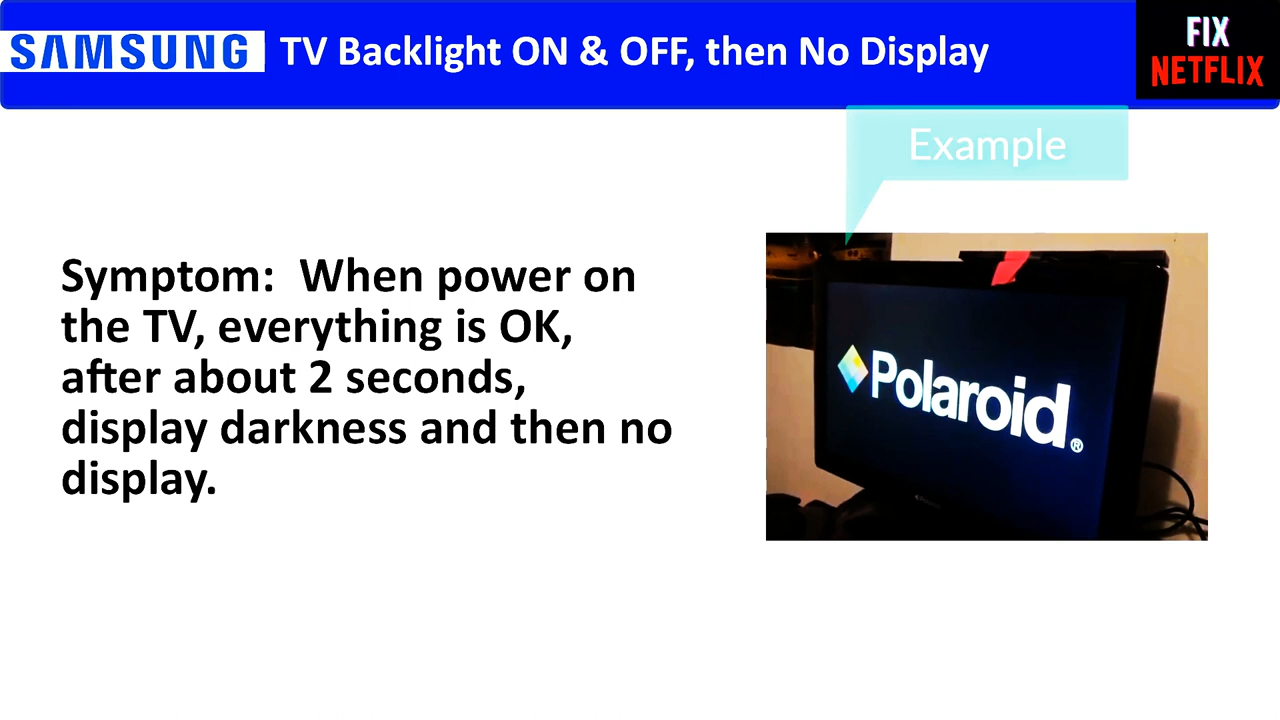 SAMSUNG TV Backlight ON & OFF, then No Display
FIX
NETFLIX
Example
Symptom:  When power on
the TV, everything is OK,
after about 2 seconds,
display darkness and then no
display.
Polaroid®